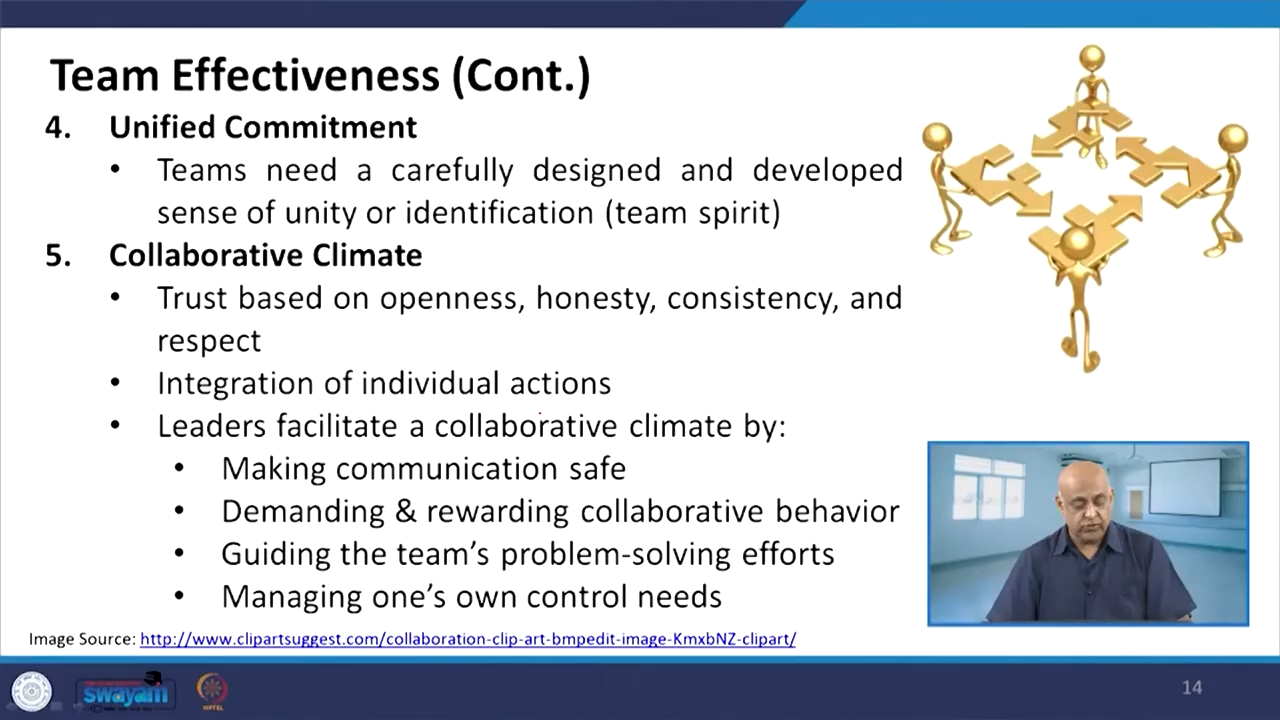 Team Effectiveness (Cont.)
4. Unified Commitment
• Teams need a carefully designed and developed
sense of unity or identification (team spirit)
5. Collaborative Climate
• Trust based on openness, honesty, consistency, and
respect
• Integration of individual actions
• Leaders facilitate a collaborative climate by:
• Making communication safe
• Demanding & rewarding collaborative behavior
• Guiding the team's problem-solving efforts
• Managing one's own control needs
Image Source: http://www.clipartsuggest.com/collaboration-clip-art-bmpedit-image-KmxbNZ-clipart/
swayam
NPTEL
14